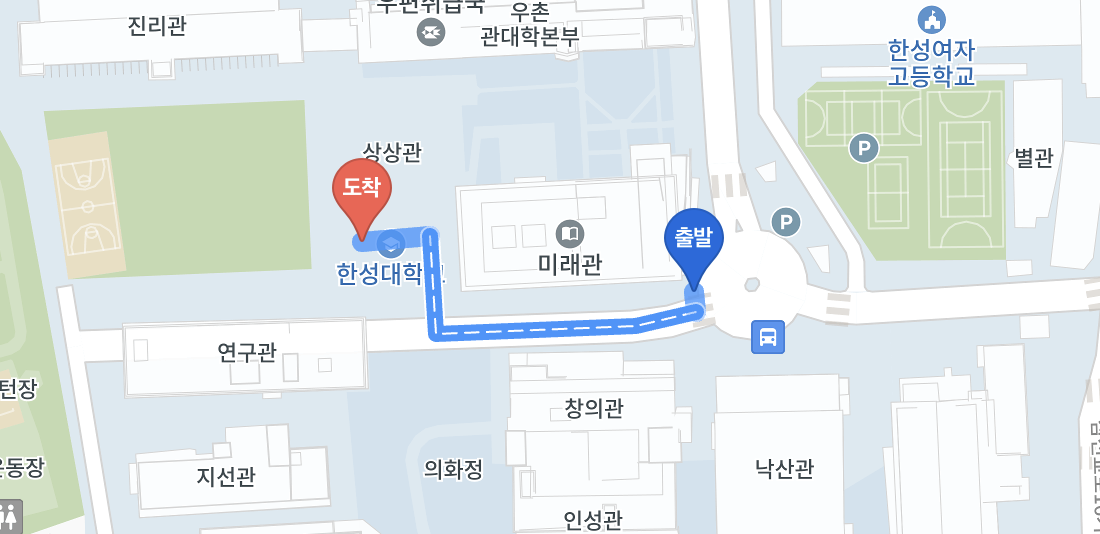 우편취급국
우촌
관대학본부
진리관
한성여자
고등학교
상상관
P
별관
도착
P
출발
미래관
한성대학교
연구관
턴장
창의관
운동장
지선관
의화정
낙산관
인성관